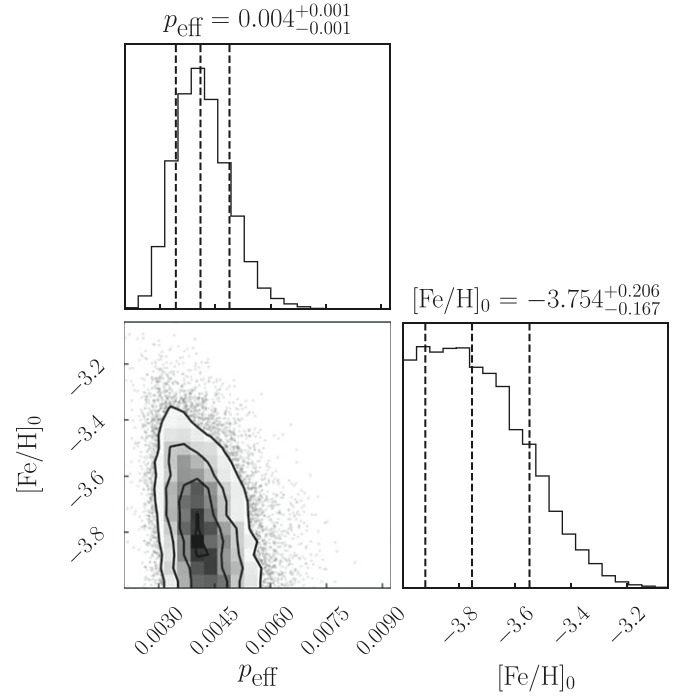 p_eff = 0.004^{+0.001}_{-0.001}
[Fe/H]_0 = −3.754^{+0.206}_{-0.167}
[Fe/H]_0
−3.2
−3.4
−3.6
−3.8
0.0030 0.0045 0.0060 0.0075 0.0090
p_eff
−3.8 −3.6 −3.4 −3.2
[Fe/H]_0